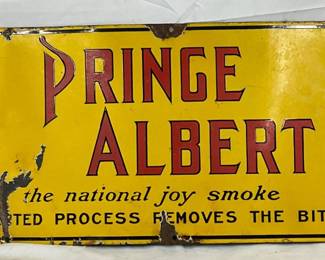 PRINGE
ALBERT
the national joy smoke
RTED PROCESS REMOVES THE BIT